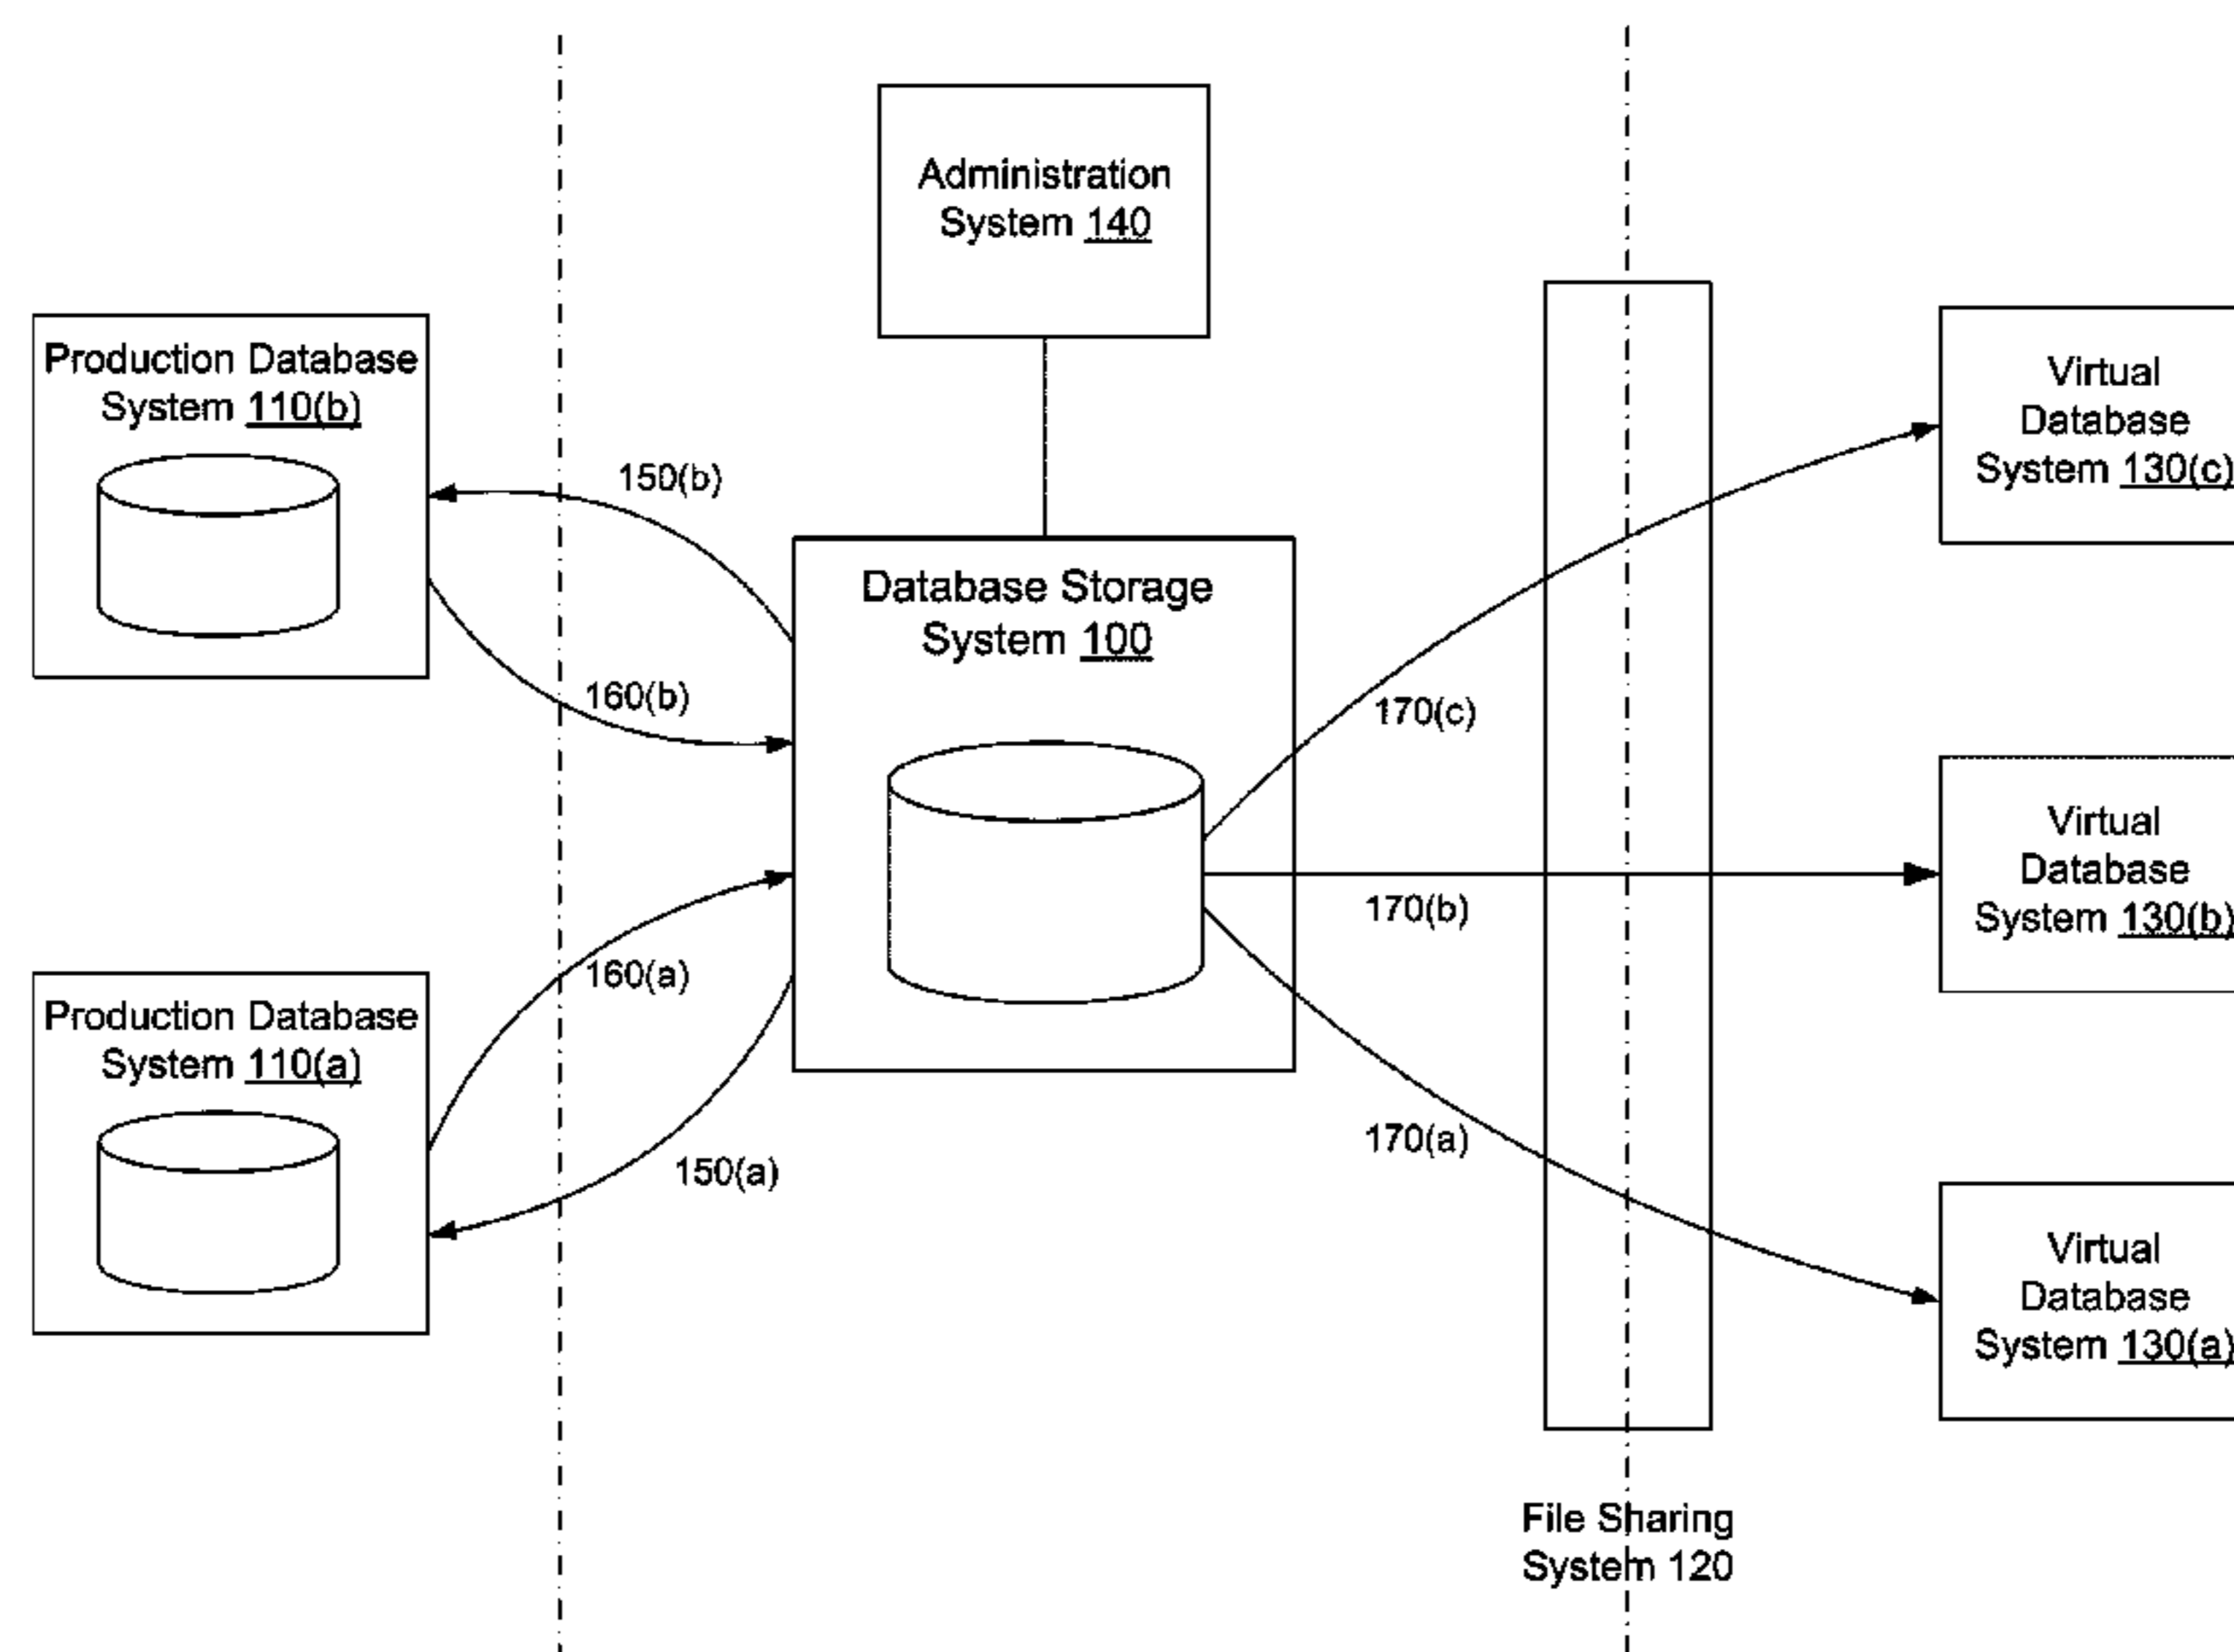 Administration
System 140
Production Database
System 110(b)
Virtual
Database
System 130(c)
150(b)
Database Storage
System 100
160(b)
170(c)
Virtual
Database
System 130(b)
170(b)
160(a)
Production Database
System 110(a)
150(a)
170(a)
Virtual
Database
System 130(a)
File Sharing
System 120